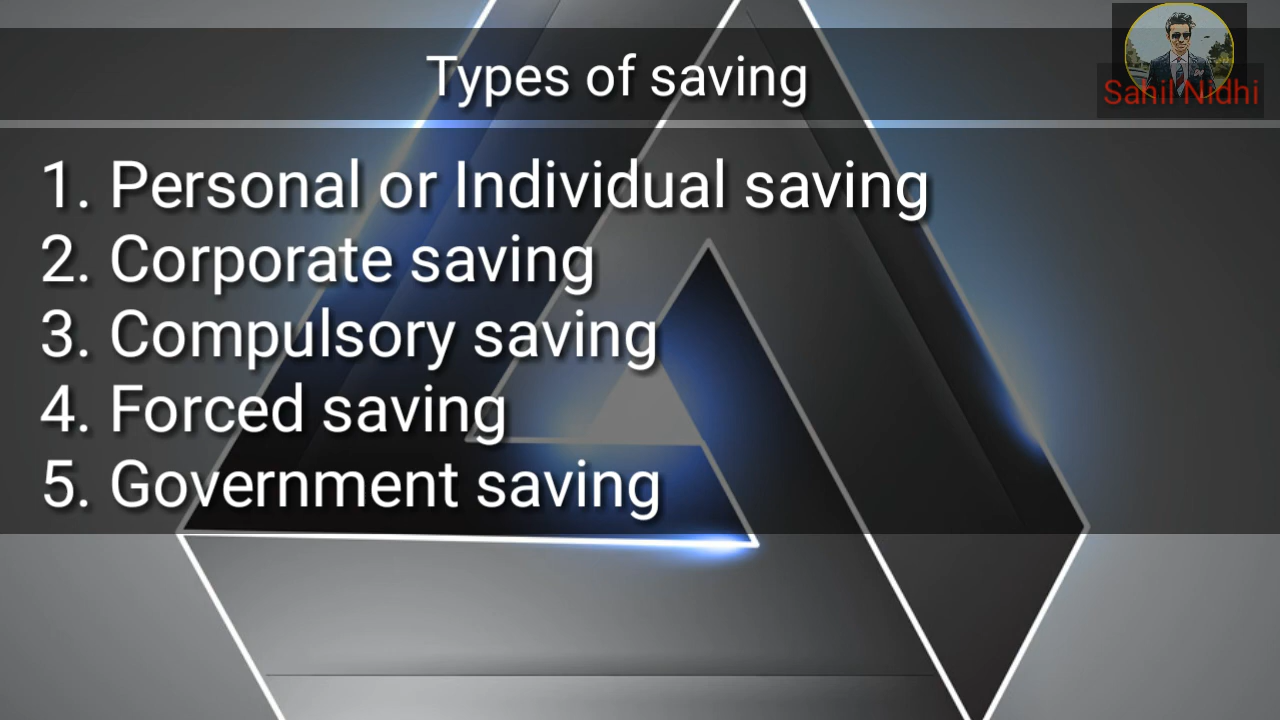 Types of saving
Sahil Nidhi
1. Personal or Individual saving
2. Corporate saving
3. Compulsory saving
4. Forced saving
5. Government saving